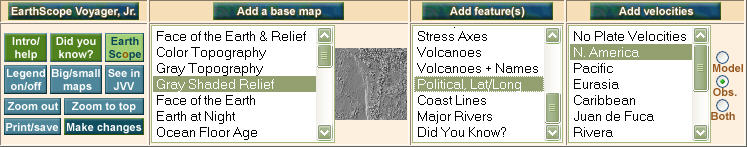 EarthScope Voyager, Jr.
Intro/
help
Did you
know?
Earth
Scope
Legend
on/off
Big/small
maps
See in
JVV
Zoom out
Zoom to top
Print/save
Make changes
Add a base map
Face of the Earth & Relief
Color Topography
Gray Topography
Gray Shaded Relief
Face of the Earth
Earth at Night
Ocean Floor Age
Add feature(s)
Stress Axes
Volcanoes
Volcanoes + Names
Political, Lat/Long
Coast Lines
Major Rivers
Did You Know?
Add velocities
No Plate Velocities
N. America
Pacific
Eurasia
Caribbean
Juan de Fuca
Rivera
Model
Obs.
Both